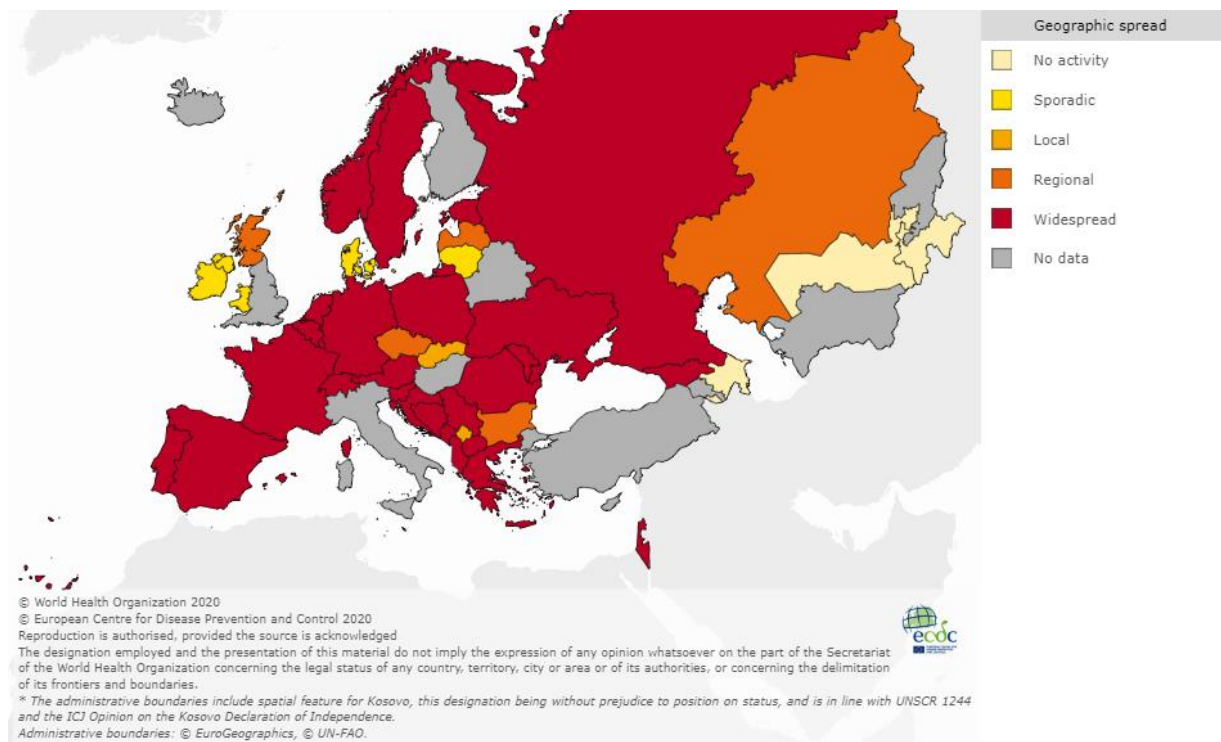 Geographic spread
No activity
Sporadic
Local
Regional
Widespread
No data
© World Health Organization 2020
© European Centre for Disease Prevention and Control 2020
Reproduction is authorised, provided the source is acknowledged
The designation employed and the presentation of this material do not imply the expression of any opinion whatsoever on the part of the Secretariat
of the World Health Organization concerning the legal status of any country, territory, city or area or of its authorities, or concerning the delimitation
of its frontiers and boundaries.
* The administrative boundaries include spatial feature for Kosovo, this designation being without prejudice to position on status, and is in line with UNSCR 1244
and the ICJ Opinion on the Kosovo Declaration of Independence.
Administrative boundaries: © EuroGeographics, © UN-FAO.
ecdc